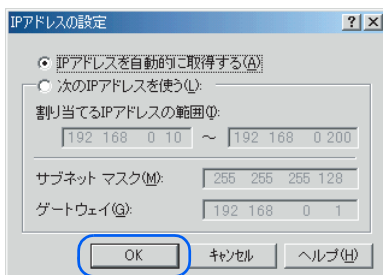 IPアドレスの設定
IPアドレスを自動的に取得する(A)
次のIPアドレスを使う(L):
割り当てるIPアドレスの範囲(I):
192 168 0 10 ～ 192 168 0 200
サブネット マスク(M): 255 255 255 128
ゲートウェイ(G): 192 168 0 1
OK キャンセル ヘルプ(H)